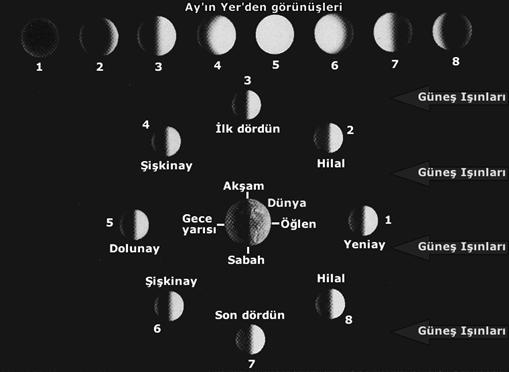 Ay'ın Yer'den görünüşleri
1 2 3 4 5 6 7 8
3
İlk dördün
Güneş Işınları
4
Şişkinay
2
Hilal
Güneş Işınları
Akşam
Dünya
Gece
yarısı
Öğlen
Sabah
5
Dolunay
1
Yeniay
Güneş Işınları
Şişkinay
6
Son dördün
7
Hilal
8
Güneş Işınları